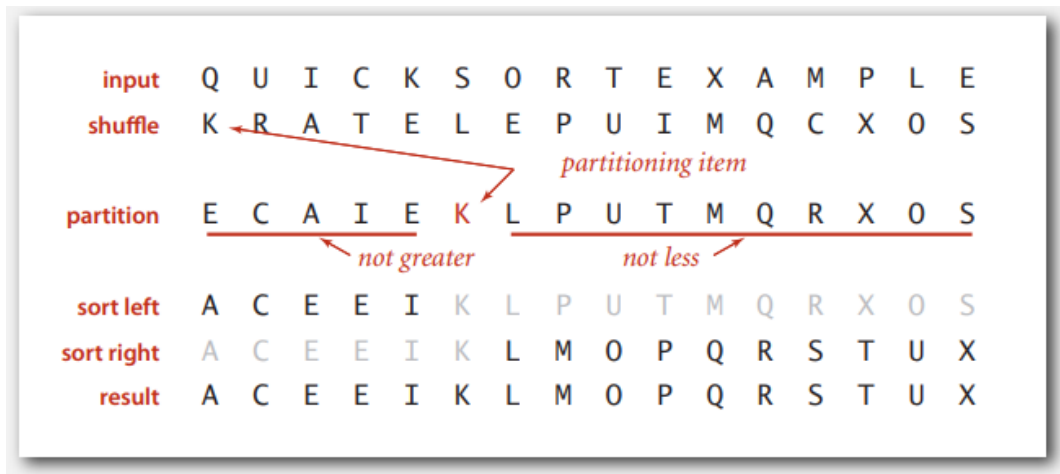 input Q U I C K S O R T E X A M P L E
shuffle K R A T E L E P U I M Q C X O S
partitioning item
partition E C A I E K L P U T M Q R X O S
not greater not less
sort left A C E E I K L P U T M Q R X O S
sort right A C E E I K L M O P Q R S T U X
result A C E E I K L M O P Q R S T U X